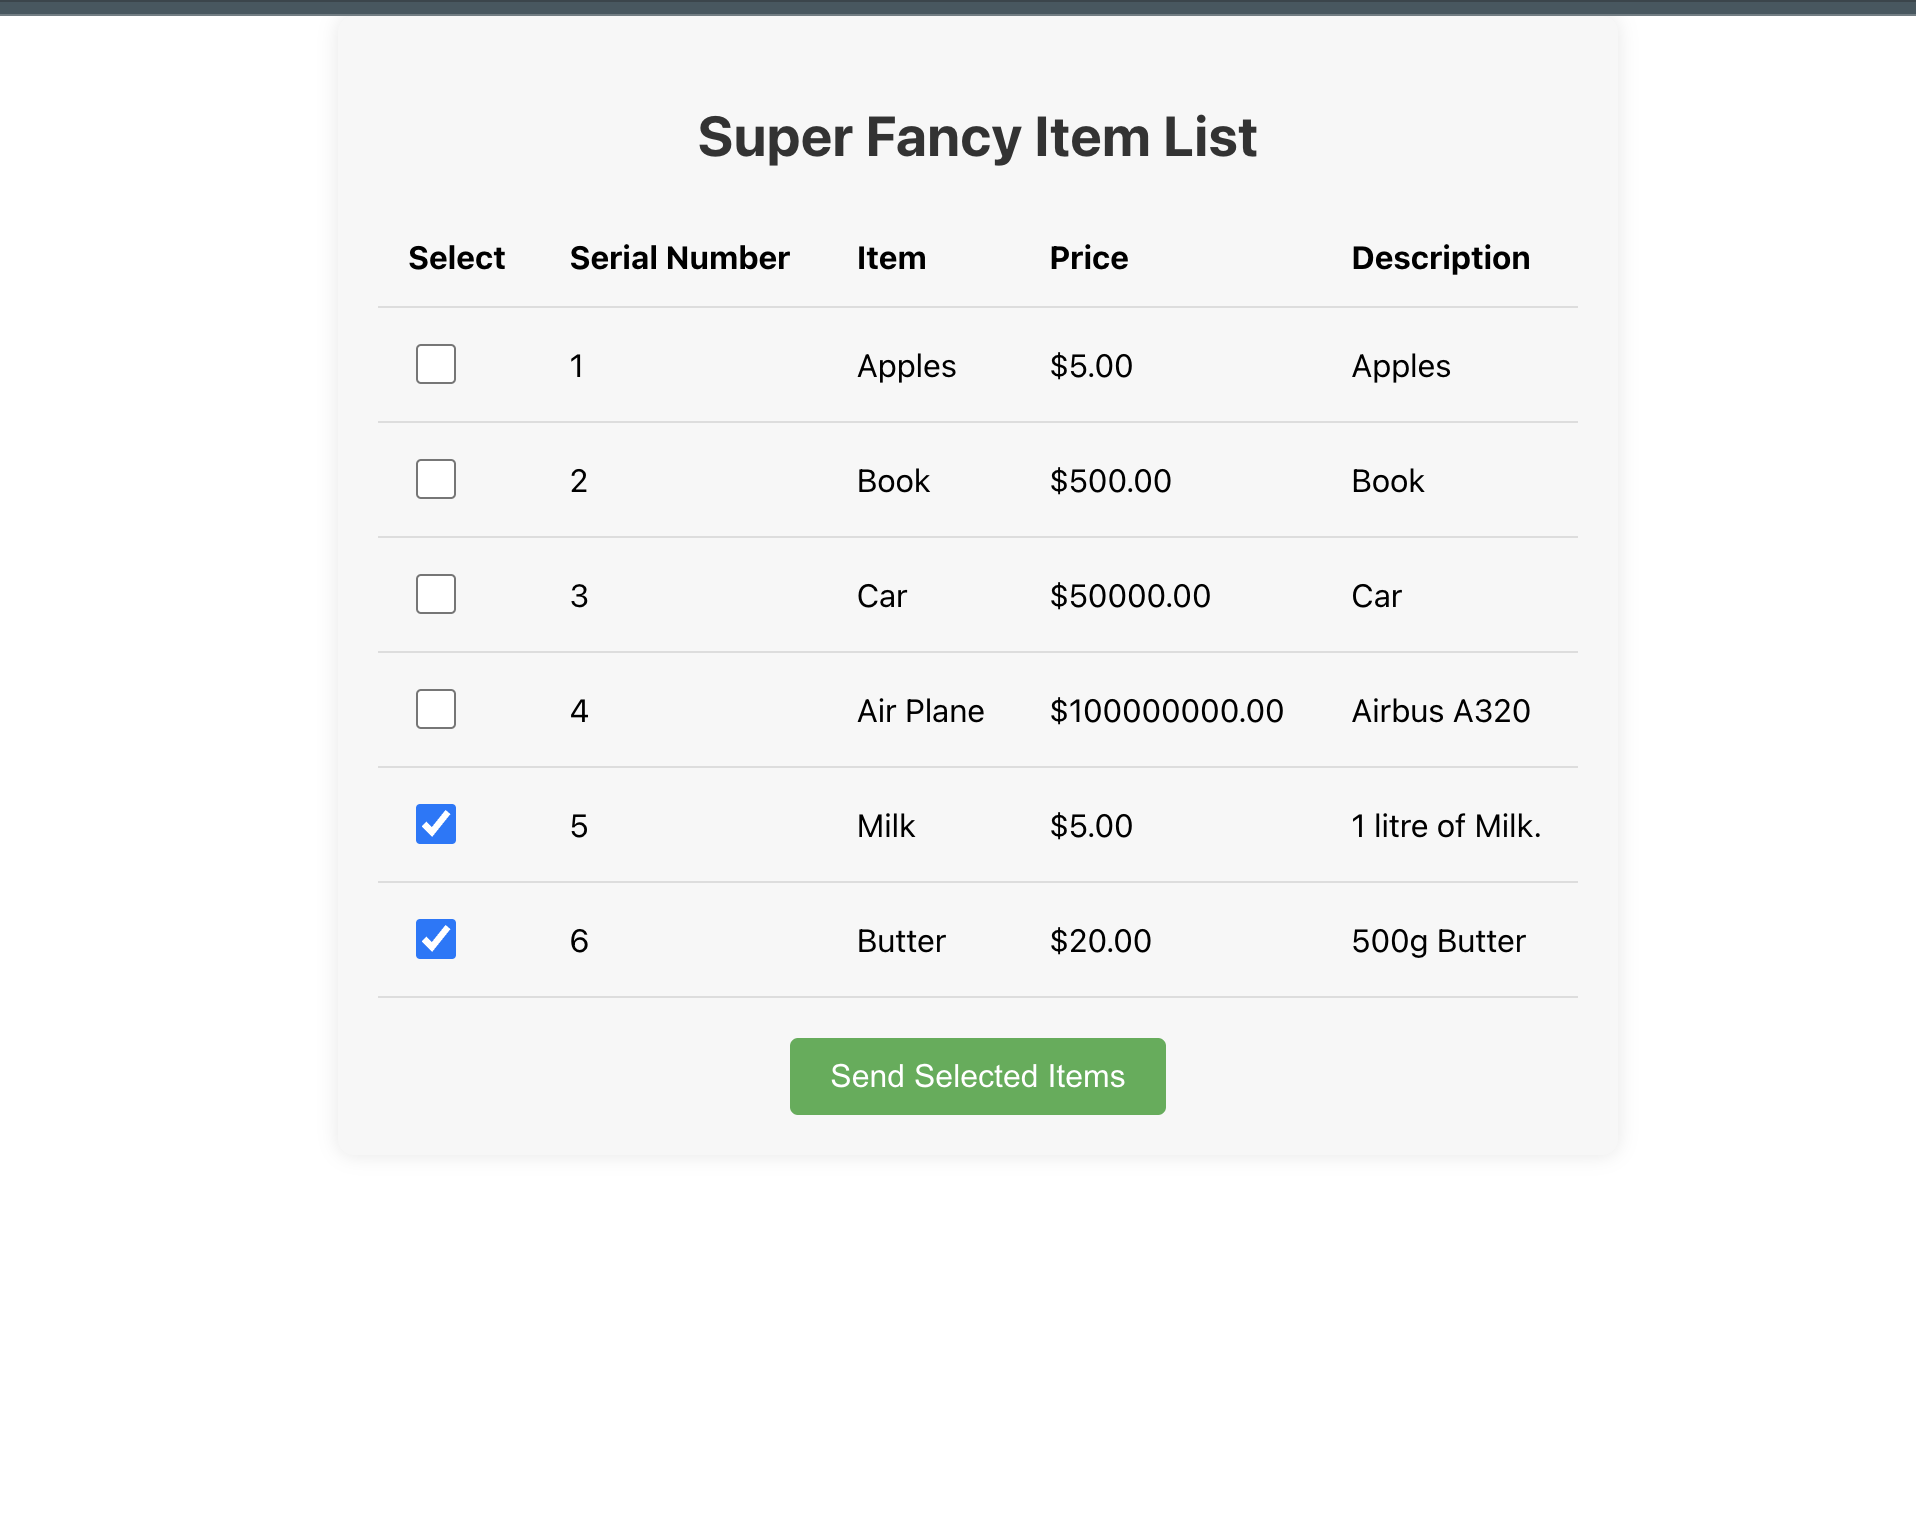 Super Fancy Item List
Select Serial Number Item Price Description
1 Apples $5.00 Apples
2 Book $500.00 Book
3 Car $50000.00 Car
4 Air Plane $100000000.00 Airbus A320
5 Milk $5.00 1 litre of Milk.
6 Butter $20.00 500g Butter
Send Selected Items